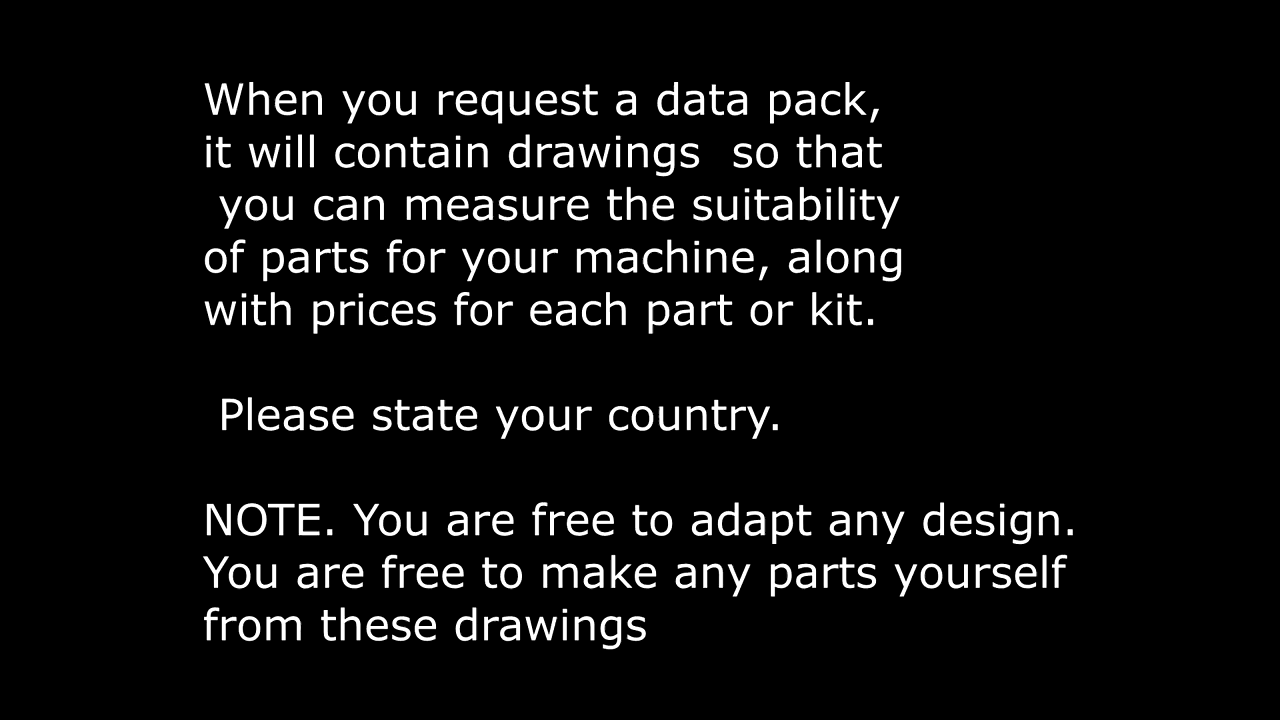 When you request a data pack,
it will contain drawings  so that
you can measure the suitability
of parts for your machine, along
with prices for each part or kit.
Please state your country.
NOTE. You are free to adapt any design.
You are free to make any parts yourself
from these drawings